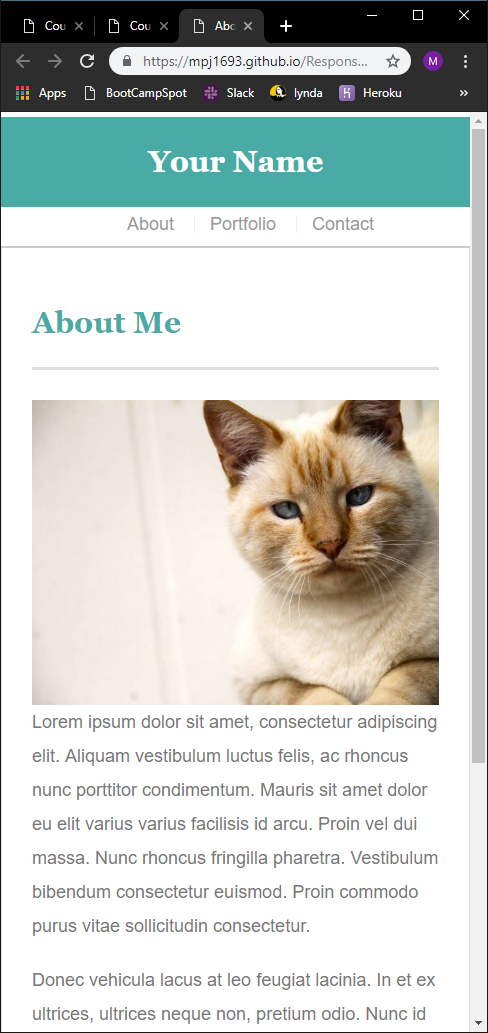 Cou
Cou
Abo
https://mpj1693.github.io/Respons...
M
Apps
BootCampSpot
Slack
lynda
Heroku
Your Name
About
Portfolio
Contact
About Me
Lorem ipsum dolor sit amet, consectetur adipiscing
elit. Aliquam vestibulum luctus felis, ac rhoncus
nunc porttitor condimentum. Mauris sit amet dolor
eu elit varius varius facilisis id arcu. Proin vel dui
massa. Nunc rhoncus fringilla pharetra. Vestibulum
bibendum consectetur euismod. Proin commodo
purus vitae sollicitudin consectetur.
Donec vehicula lacus at leo feugiat lacinia. In et ex
ultrices, ultrices neque non, pretium odio. Nunc id